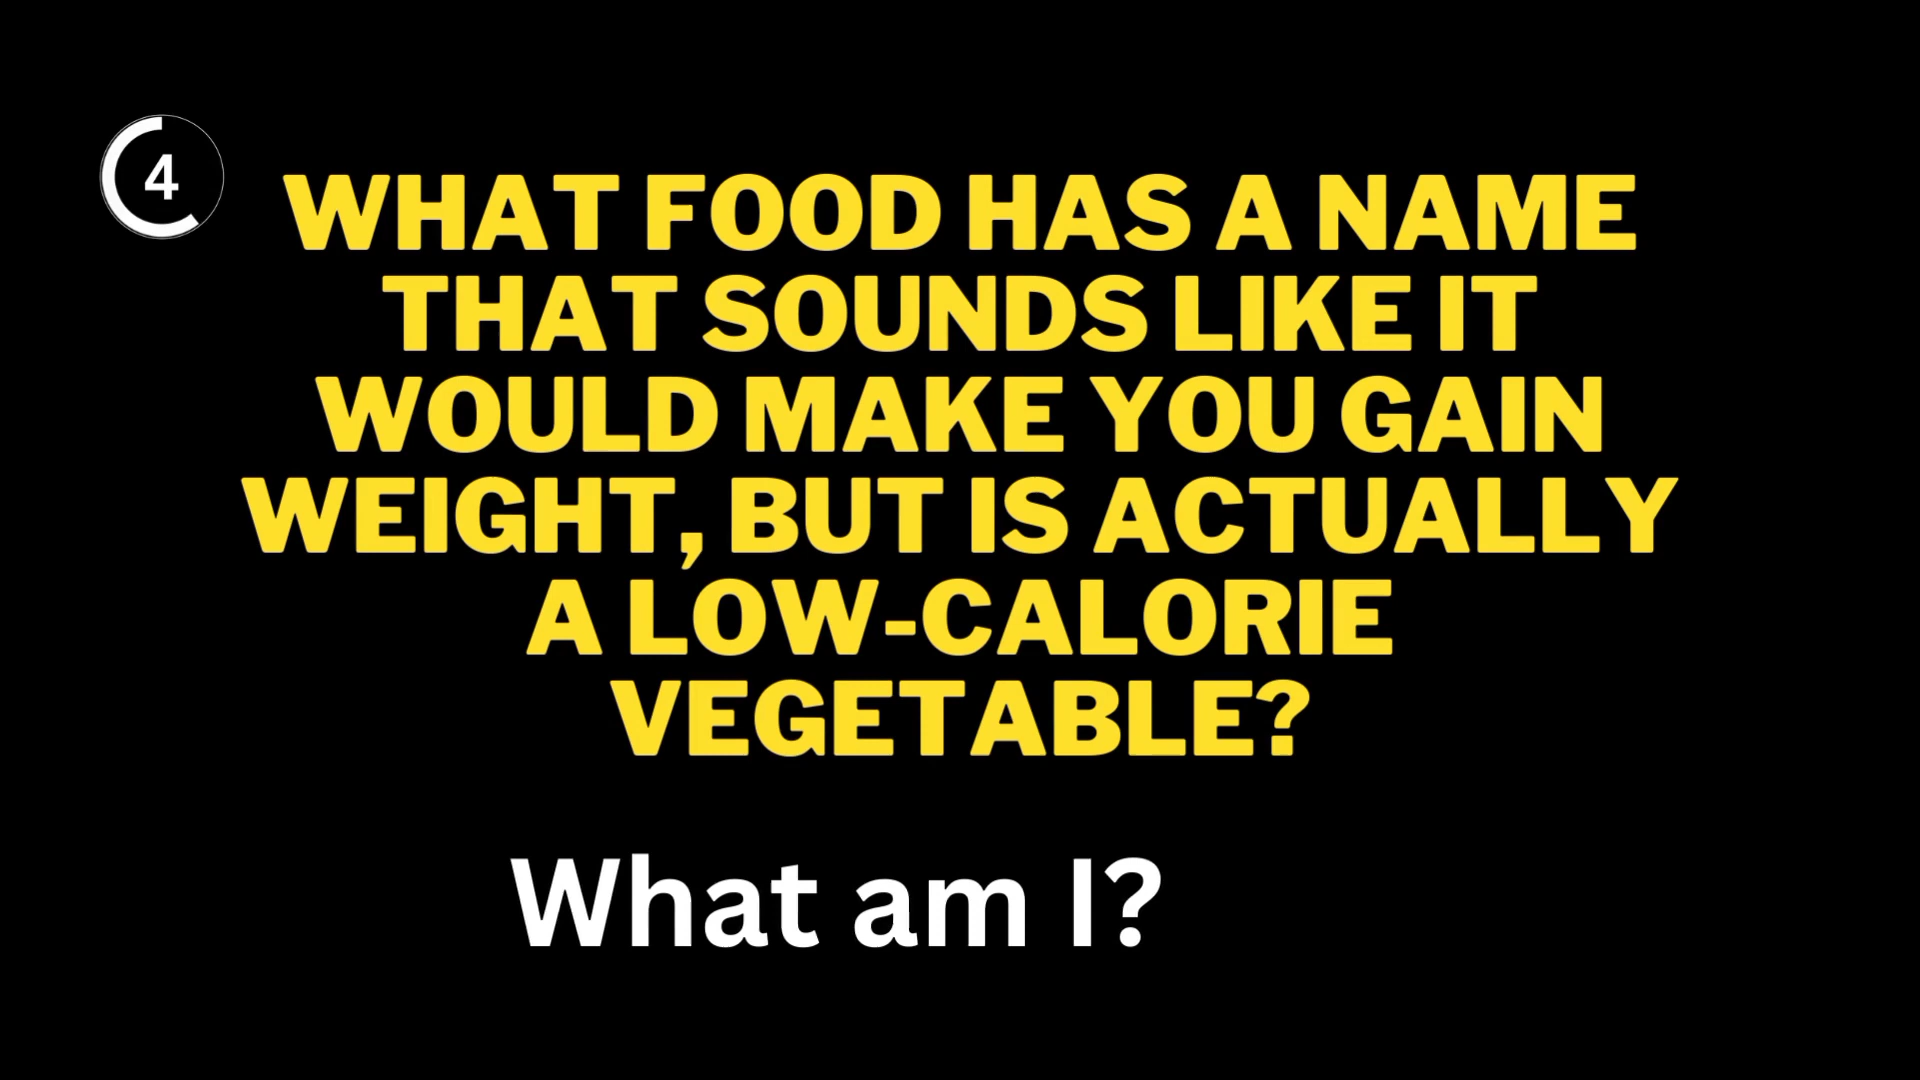 4
WHAT FOOD HAS A NAME
THAT SOUNDS LIKE IT
WOULD MAKE YOU GAIN
WEIGHT, BUT IS ACTUALLY
A LOW-CALORIE
VEGETABLE?
What am I?